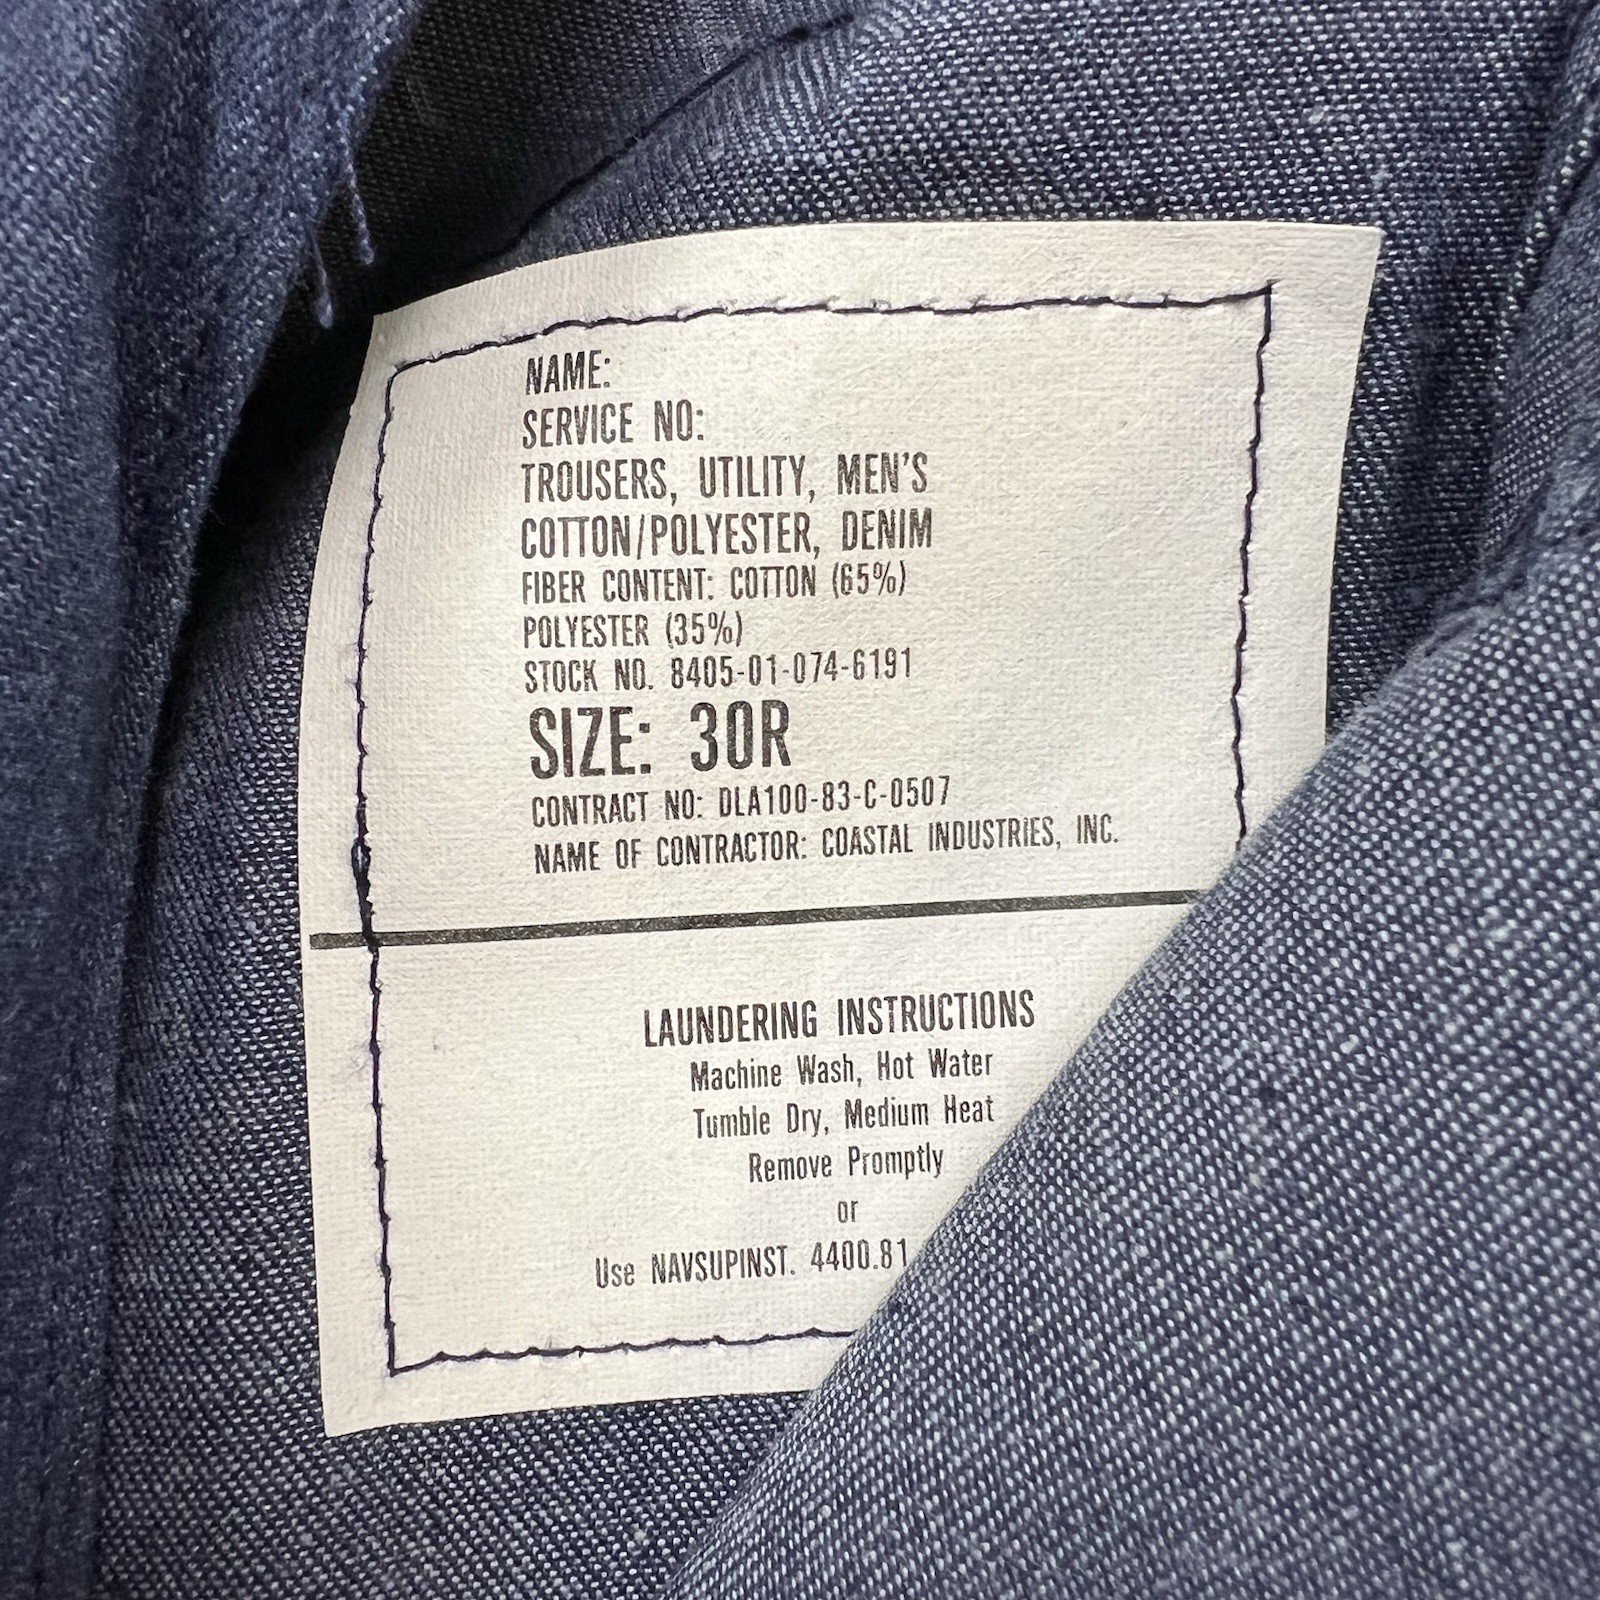 NAME:
SERVICE NO:
TROUSERS, UTILITY, MEN'S
COTTON/POLYESTER, DENIM
FIBER CONTENT: COTTON (65%)
POLYESTER (35%)
STOCK NO. 8405-01-074-6191
SIZE: 30R
CONTRACT NO: DLA100-83-C-0507
NAME OF CONTRACTOR: COASTAL INDUSTRIES, INC.
LAUNDERING INSTRUCTIONS
Machine Wash, Hot Water
Tumble Dry, Medium Heat
Remove Promptly
or
Use NAVSUPINST. 4400.81